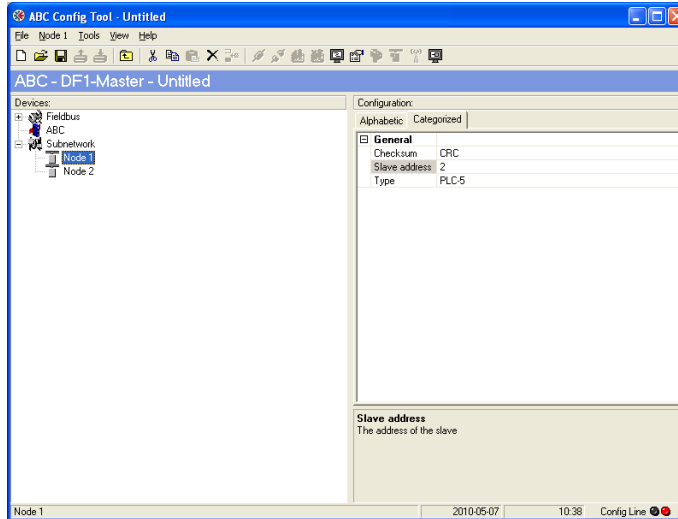 ABC Config Tool - Untitled
File Node 1 Tools View Help
ABC - DF1-Master - Untitled
Devices:
Fieldbus
ABC
Subnetwork
Node 1
Node 2
Configuration:
Alphabetic Categorized
General
Checksum CRC
Slave address 2
Type PLC-5
Slave address
The address of the slave
Node 1 2010-05-07 10:38 Config Line